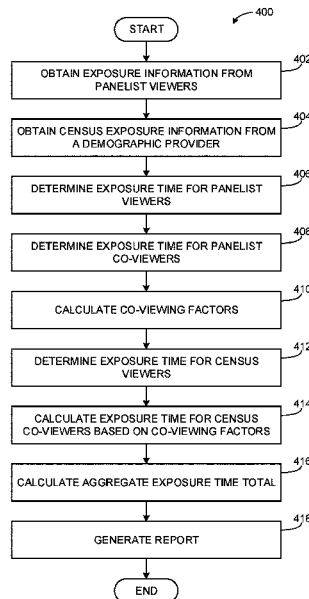 400
START
402
OBTAIN EXPOSURE INFORMATION FROM
PANELIST VIEWERS
404
OBTAIN CENSUS EXPOSURE INFORMATION FROM
A DEMOGRAPHIC PROVIDER
406
DETERMINE EXPOSURE TIME FOR PANELIST
VIEWERS
408
DETERMINE EXPOSURE TIME FOR PANELIST
CO-VIEWERS
410
CALCULATE CO-VIEWING FACTORS
412
DETERMINE EXPOSURE TIME FOR CENSUS
VIEWERS
414
CALCULATE EXPOSURE TIME FOR CENSUS
CO-VIEWERS BASED ON CO-VIEWING FACTORS
416
CALCULATE AGGREGATE EXPOSURE TIME TOTAL
418
GENERATE REPORT
END